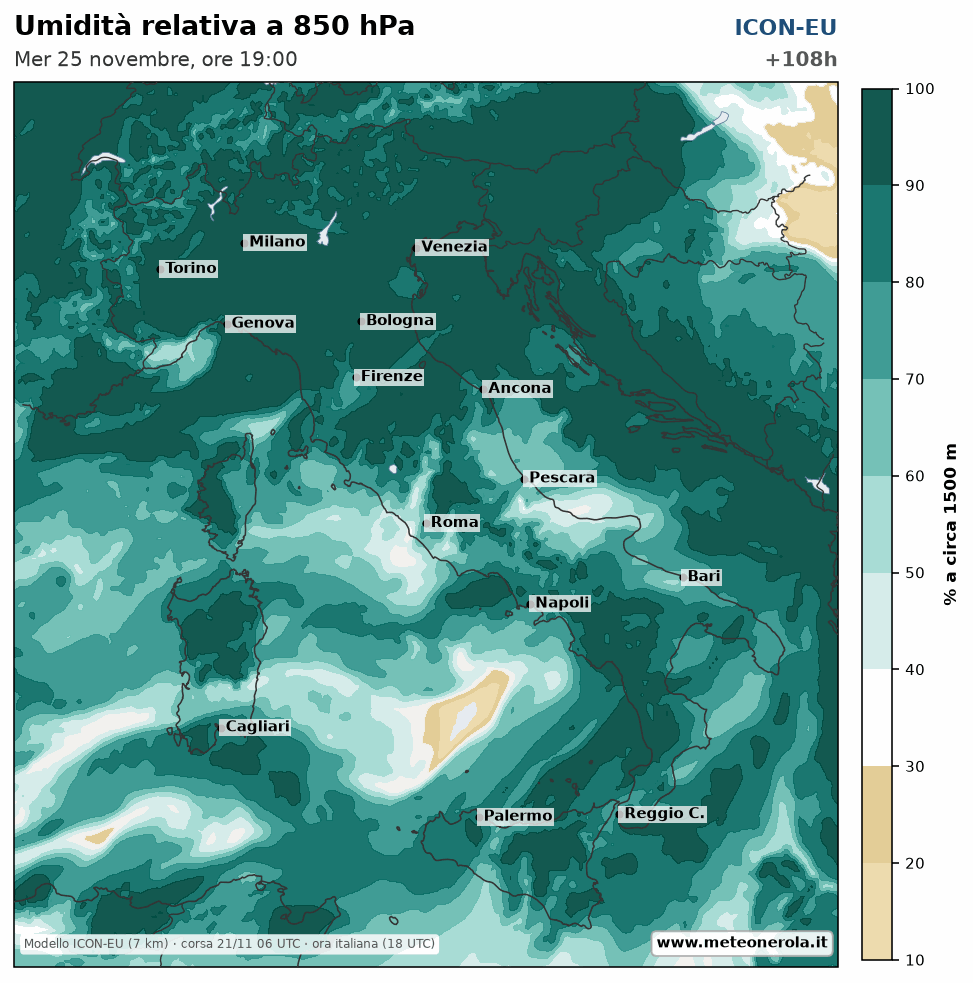 Umidità relativa a 850 hPa
ICON-EU
Mer 25 novembre, ore 19:00
+108h
100
90
80
70
60
50
40
30
20
10
% a circa 1500 m
Milano
Venezia
Torino
Genova
Bologna
Firenze
Ancona
Pescara
Roma
Bari
Napoli
Cagliari
Palermo
Reggio C.
Modello ICON-EU (7 km) · corsa 21/11 06 UTC · ora italiana (18 UTC)
www.meteonerola.it